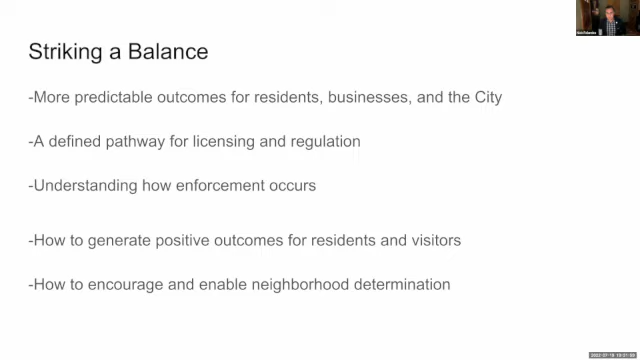 Striking a Balance
-More predictable outcomes for residents, businesses, and the City
-A defined pathway for licensing and regulation
-Understanding how enforcement occurs
-How to generate positive outcomes for residents and visitors
-How to encourage and enable neighborhood determination